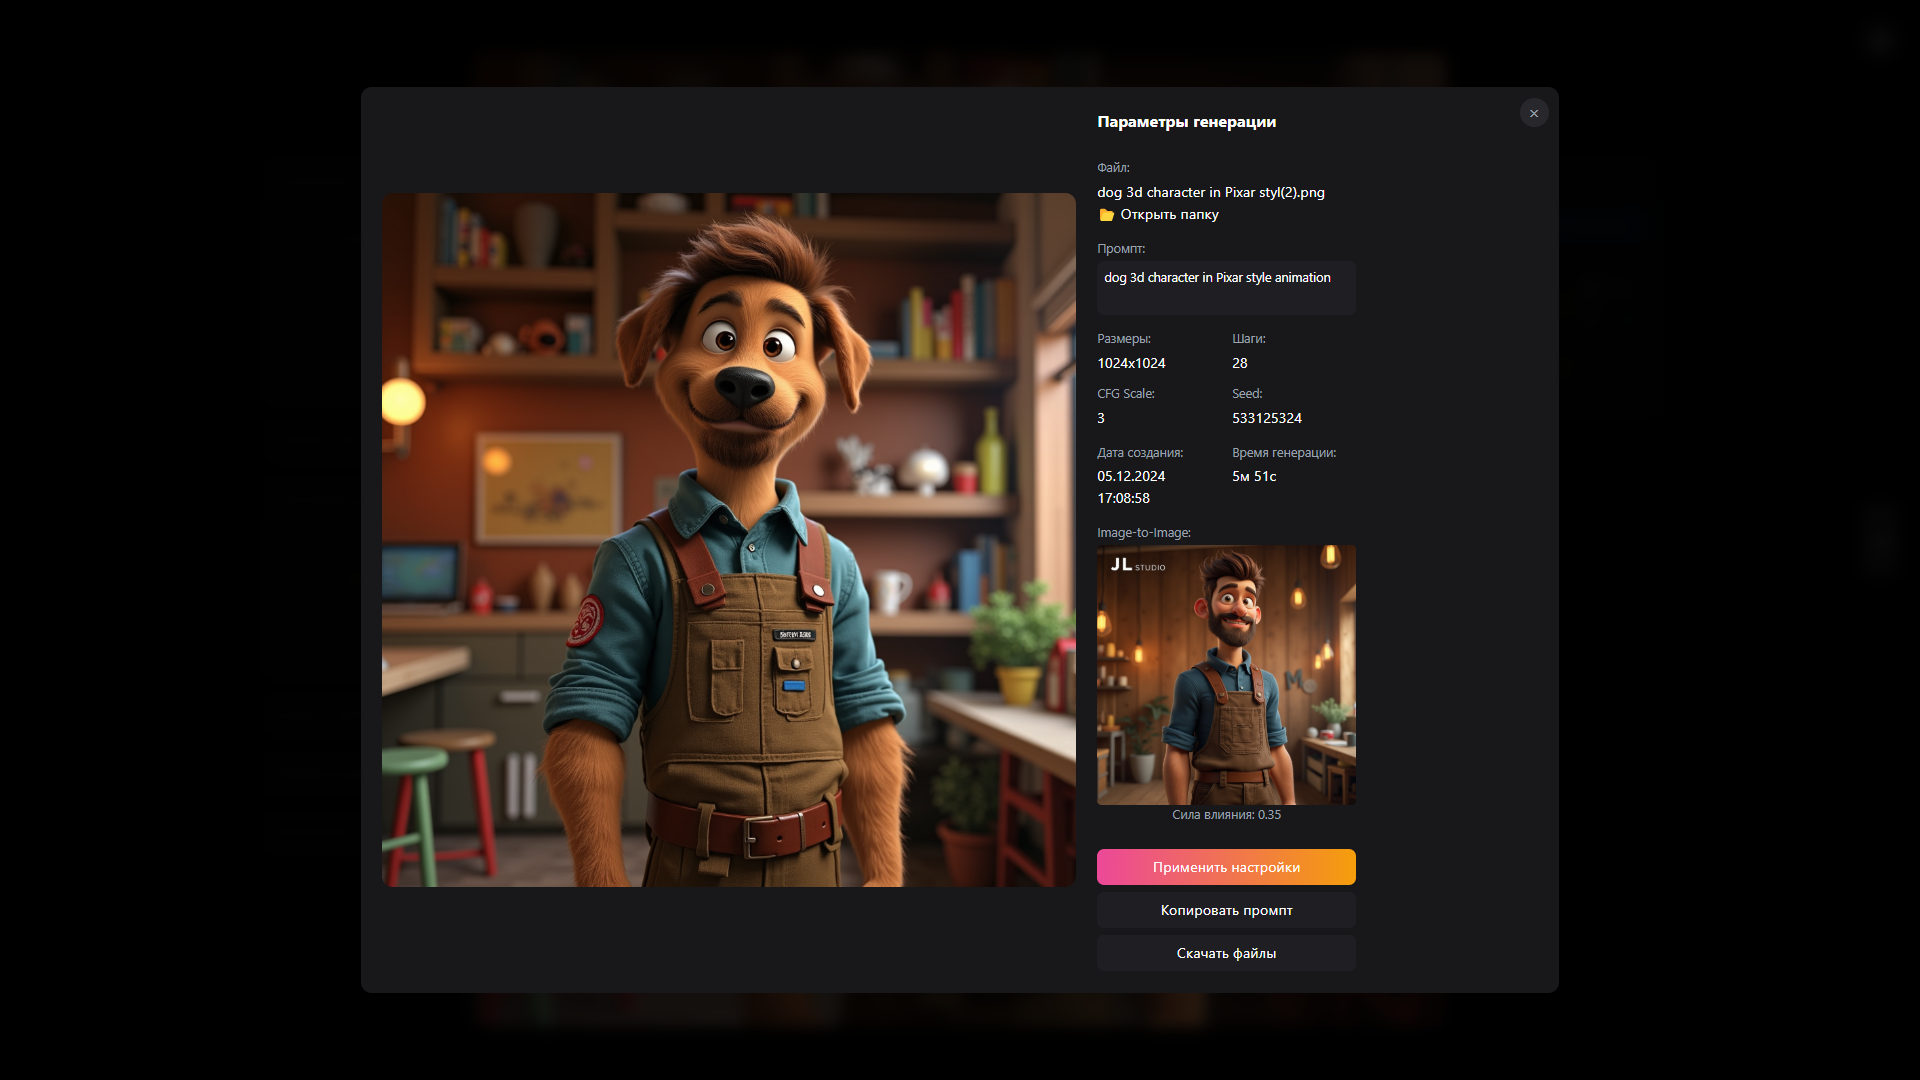 Параметры генерации
Файл:
dog 3d character in Pixar styl(2).png
Открыть папку
Промпт:
dog 3d character in Pixar style animation
Размеры: Шаги:
1024x1024 28
CFG Scale: Seed:
3 533125324
Дата создания: Время генерации:
05.12.2024 5м 51с
17:08:58
Image-to-Image:
JL STUDIO
M
Сила влияния: 0.35
Применить настройки
Копировать промпт
Скачать файлы